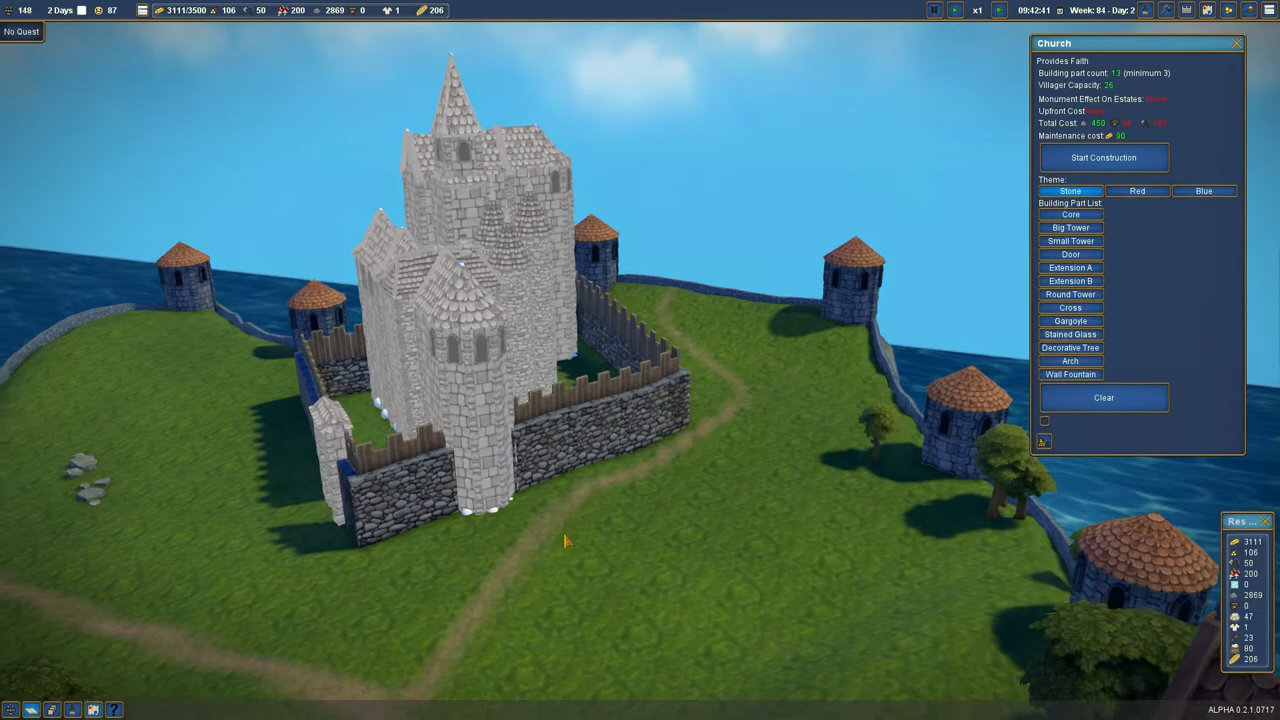 148 2 Days 87 3111/3500 106 50 200 2869 0 1 206 x1 09:42:41 Week: 84 - Day: 2
No Quest
Church
Provides Faith
Building part count: 13 (minimum 3)
Villager Capacity: 26
Monument Effect On Estates:
Upfront Cost
Total Cost: 450
Maintenance cost: 90
Start Construction
Theme:
Stone Red Blue
Building Part List:
Core
Big Tower
Small Tower
Door
Extension A
Extension B
Round Tower
Cross
Gargoyle
Stained Glass
Decorative Tree
Arch
Wall Fountain
Clear
Res ...
3111
106
50
200
0
2869
0
47
1
23
80
206
?
ALPHA 0.2.1.0717